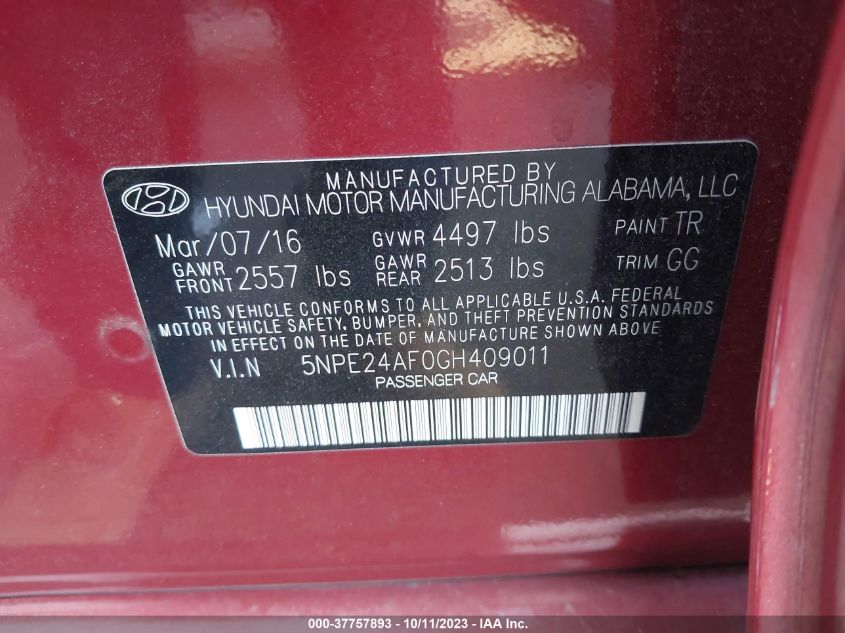 MANUFACTURED BY
HYUNDAI MOTOR MANUFACTURING ALABAMA, LLC
Mar/07/16 GVWR 4497 lbs PAINT TR
GAWR FRONT 2557 lbs GAWR REAR 2513 lbs TRIM GG
THIS VEHICLE CONFORMS TO ALL APPLICABLE U.S.A. FEDERAL
MOTOR VEHICLE SAFETY, BUMPER, AND THEFT PREVENTION STANDARDS
IN EFFECT ON THE DATE OF MANUFACTURE SHOWN ABOVE.
V.I.N 5NPE24AF0GH409011
PASSENGER CAR
000-37757893 - 10/11/2023 - IAA Inc.